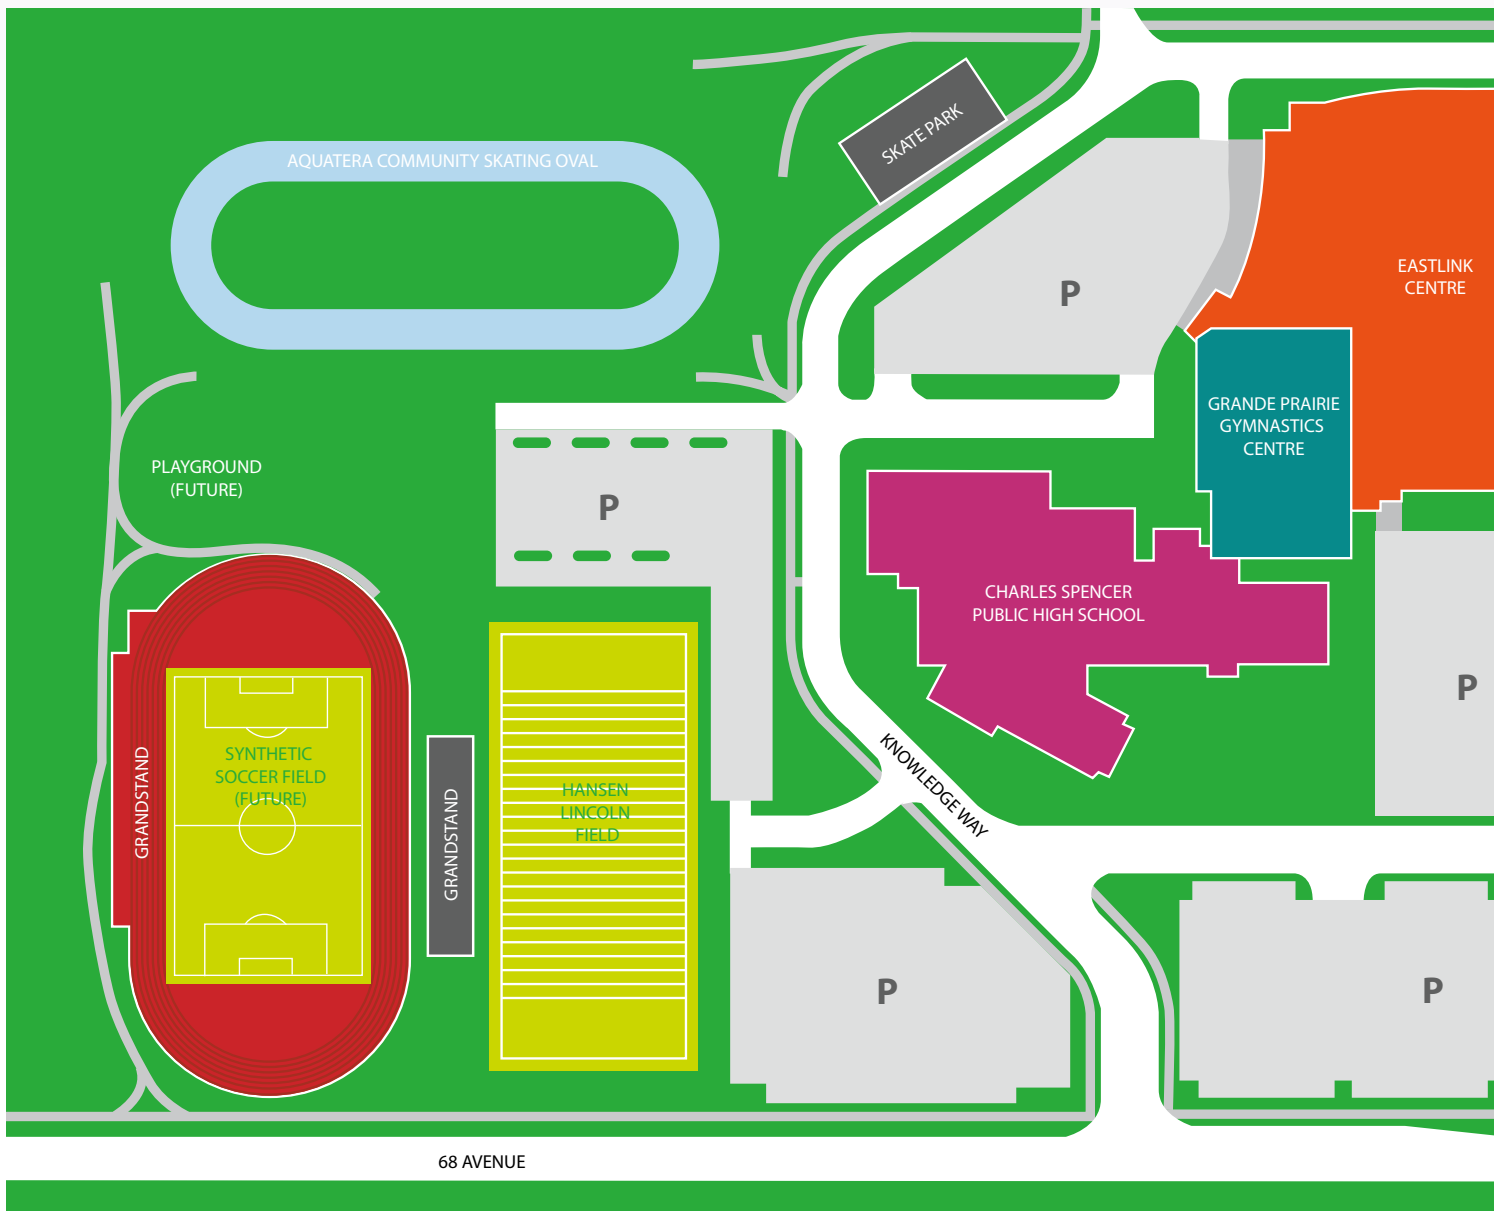 AQUATERA COMMUNITY SKATING OVAL
SKATE PARK
P
EASTLINK
CENTRE
GRANDE PRAIRIE
GYMNASTICS
CENTRE
PLAYGROUND
(FUTURE)
P
CHARLES SPENCER
PUBLIC HIGH SCHOOL
P
GRANDSTAND
SYNTHETIC
SOCCER FIELD
(FUTURE)
GRANDSTAND
HANSEN
LINCOLN
FIELD
KNOWLEDGE WAY
P
P
68 AVENUE